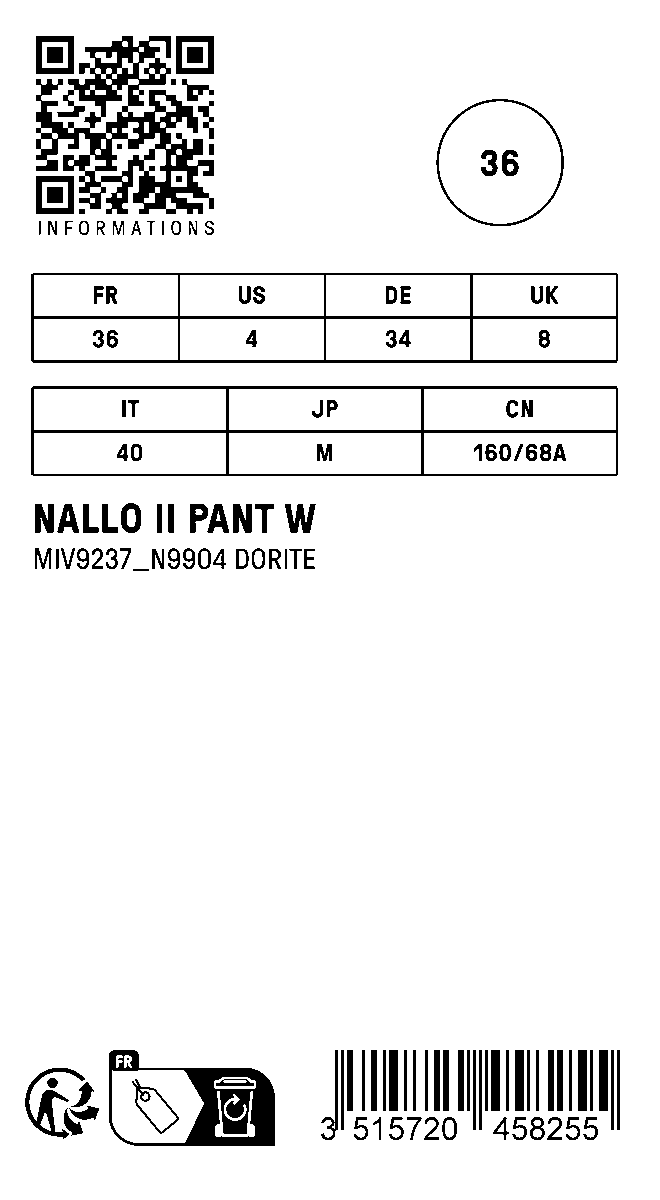 INFORMATIONS
36
FR US DE UK
36 4 34 8
IT JP CN
40 M 160/68A
NALLO II PANT W
MIV9237_N9904 DORITE
FR
3 515720 458255